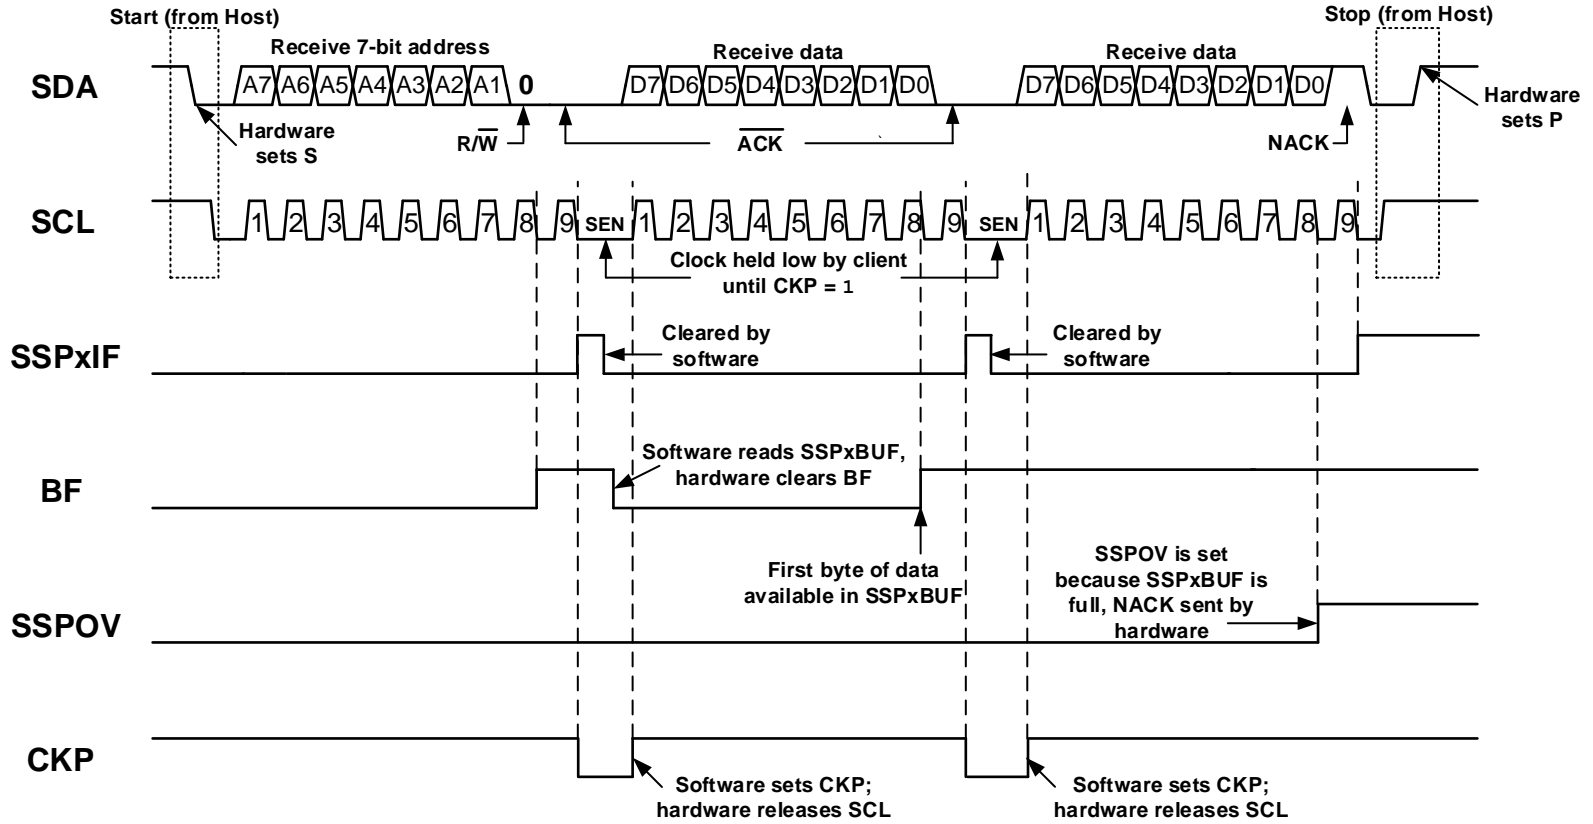 Start (from Host)
Stop (from Host)
Receive 7-bit address
Receive data
Receive data
SDA
A7 A6 A5 A4 A3 A2 A1 0
D7 D6 D5 D4 D3 D2 D1 D0
D7 D6 D5 D4 D3 D2 D1 D0
Hardware
sets S
R/W
ACK
NACK
Hardware
sets P
SCL
1 2 3 4 5 6 7 8 9 SEN 1 2 3 4 5 6 7 8 9 SEN 1 2 3 4 5 6 7 8 9
Clock held low by client
until CKP = 1
SSPxIF
Cleared by
software
Cleared by
software
BF
Software reads SSPxBUF,
hardware clears BF
First byte of data
available in SSPxBUF
SSPOV
SSPOV is set
because SSPxBUF is
full, NACK sent by
hardware
CKP
Software sets CKP;
hardware releases SCL
Software sets CKP;
hardware releases SCL